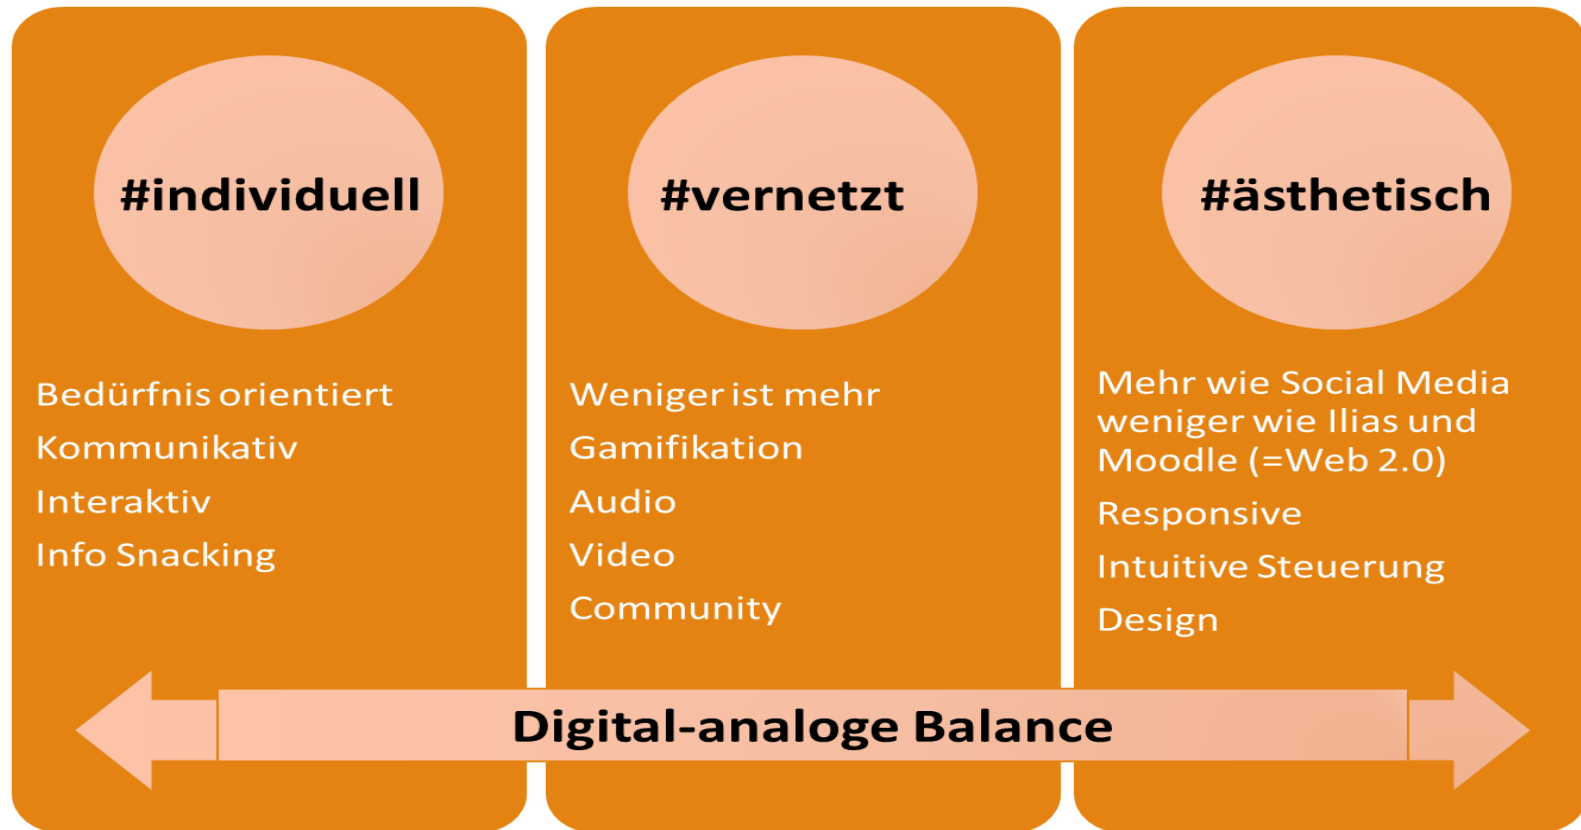 #individuell
Bedürfnis orientiert
Kommunikativ
Interaktiv
Info Snacking
#vernetzt
Weniger ist mehr
Gamifikation
Audio
Video
Community
#ästhetisch
Mehr wie Social Media
weniger wie Ilias und
Moodle (=Web 2.0)
Responsive
Intuitive Steuerung
Design
Digital-analoge Balance